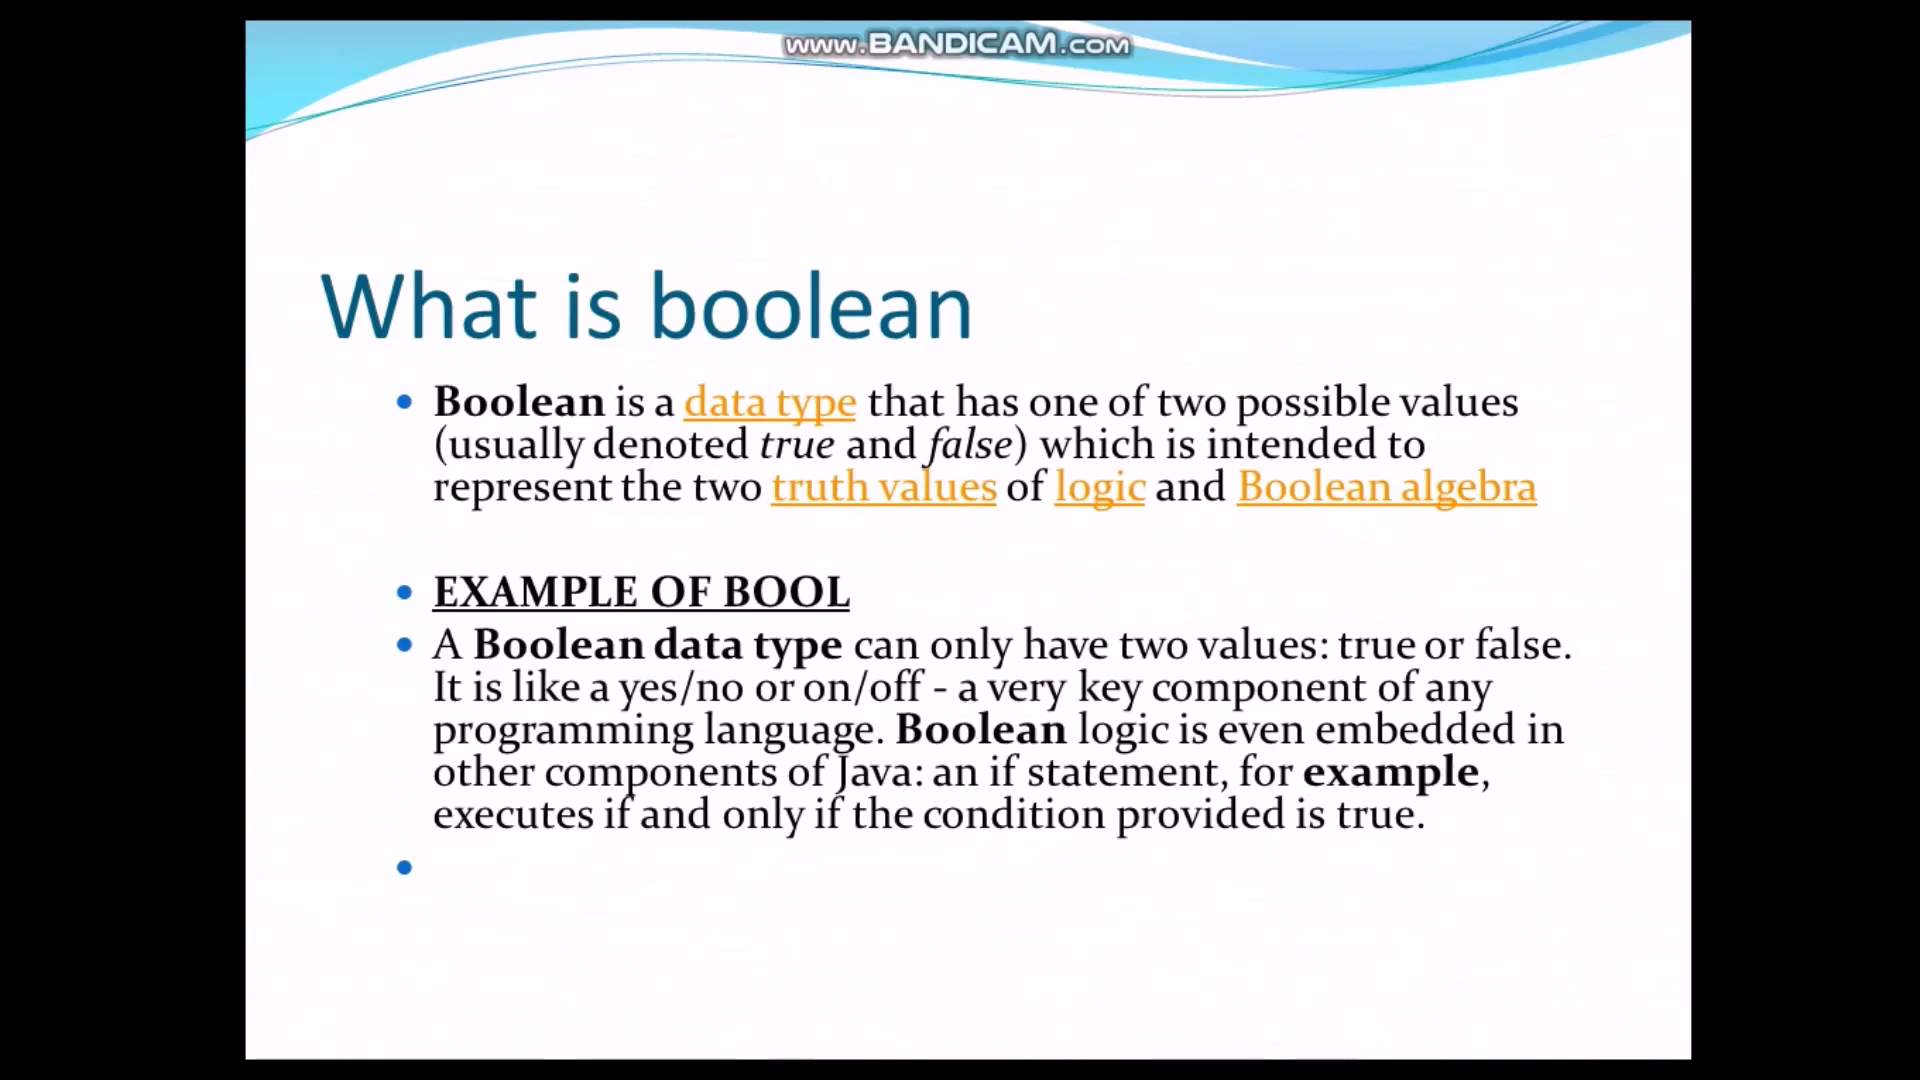 www.BANDICAM.com
What is boolean
• Boolean is a data type that has one of two possible values
(usually denoted true and false) which is intended to
represent the two truth values of logic and Boolean algebra
• EXAMPLE OF BOOL
• A Boolean data type can only have two values: true or false.
It is like a yes/no or on/off - a very key component of any
programming language. Boolean logic is even embedded in
other components of Java: an if statement, for example,
executes if and only if the condition provided is true.
•